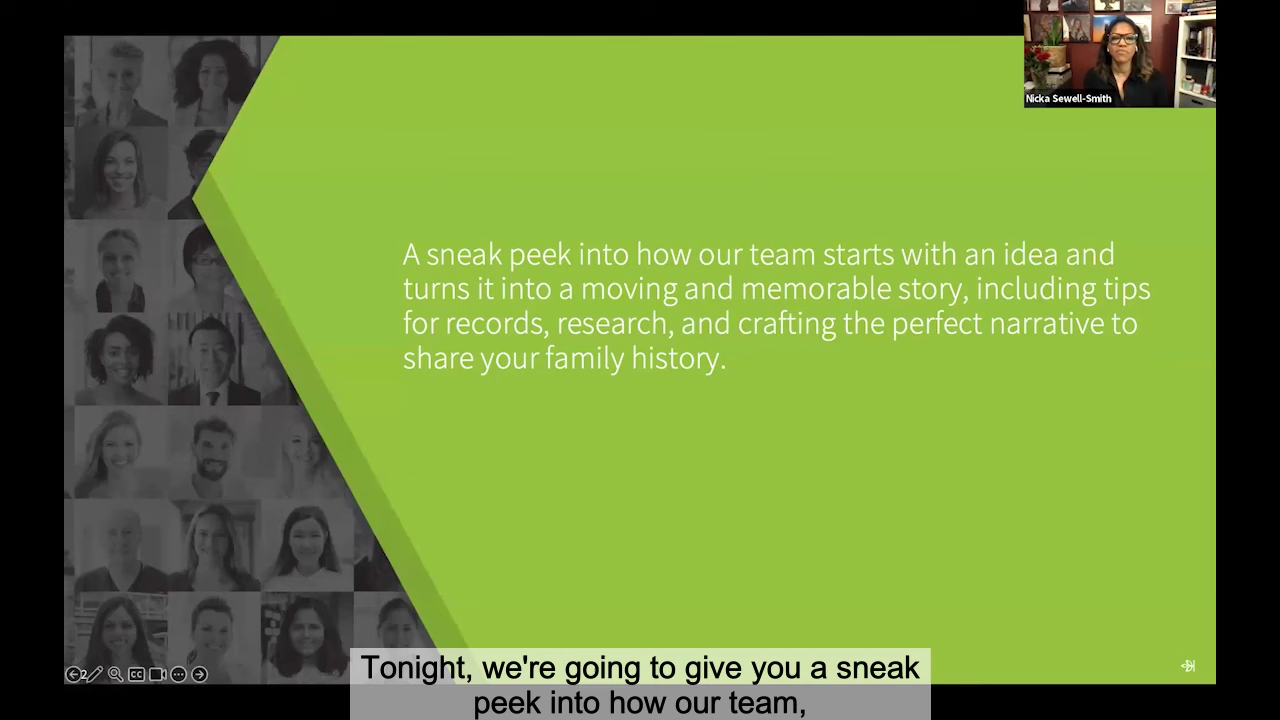 Nicka Sewell-Smith
A sneak peek into how our team starts with an idea and
turns it into a moving and memorable story, including tips
for records, research, and crafting the perfect narrative to
share your family history.
2
CC
Tonight, we're going to give you a sneak
peek into how our team,